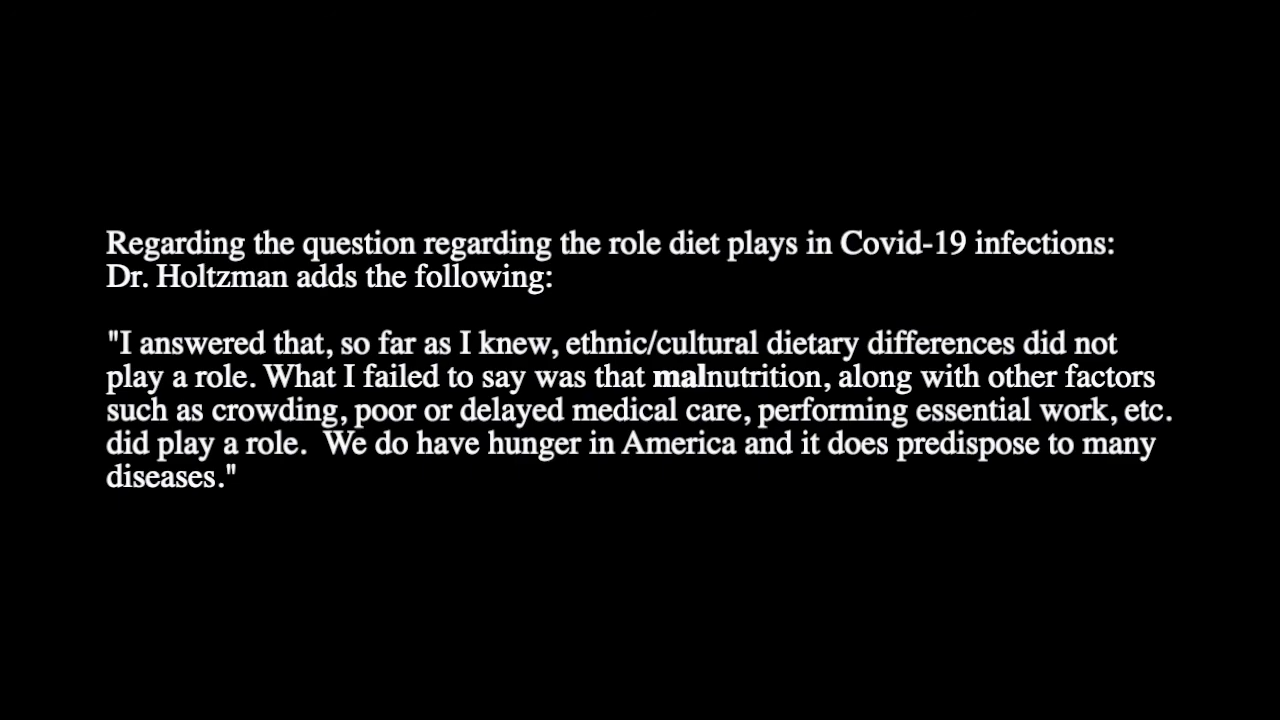 Regarding the question regarding the role diet plays in Covid-19 infections:
Dr. Holtzman adds the following:
"I answered that, so far as I knew, ethnic/cultural dietary differences did not
play a role. What I failed to say was that malnutrition, along with other factors
such as crowding, poor or delayed medical care, performing essential work, etc.
did play a role.  We do have hunger in America and it does predispose to many
diseases."